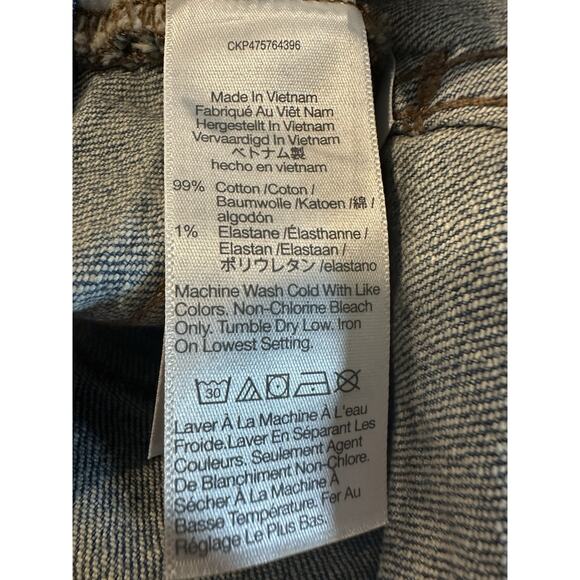 CKP475764396
Made In Vietnam
Fabriqué Au Viêt Nam
Hergestellt In Vietnam
Vervaardigd In Vietnam
ベトナム製
hecho en vietnam
99% Cotton /Coton /
Baumwolle /Katoen /綿 /
algodón
1% Elastane /Élasthanne /
Elastan /Elastaan /
ポリウレタン /elastano
Machine Wash Cold With Like
Colors. Non-Chlorine Bleach
Only. Tumble Dry Low. Iron
On Lowest Setting.
30
Laver À La Machine À L'eau
Froide.Laver En Séparant Les
Couleurs. Seulement Agent
De Blanchiment Non-Chlore.
Sécher À La Machine À
Basse Température. Fer Au
Réglage Le Plus Bas.